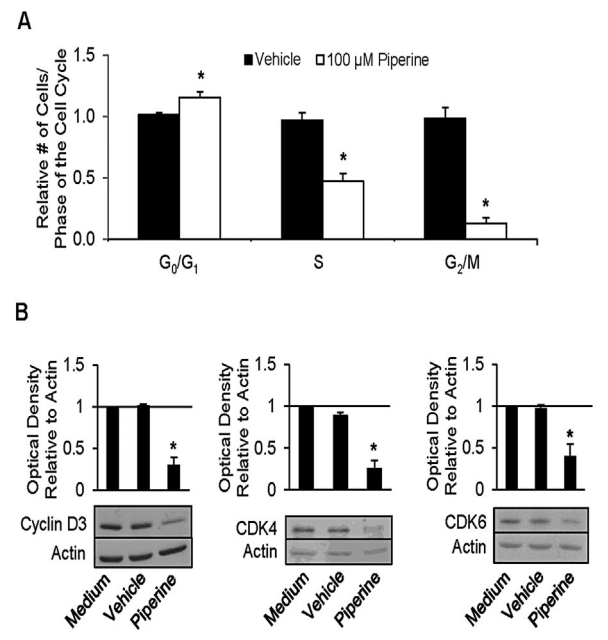 A
Relative # of Cells/
Phase of the Cell Cycle
1.5
1.0
0.5
0.0
Vehicle
100 µM Piperine
*
*
*
G0/G1
S
G2/M
B
Optical Density
Relative to Actin
1.5
1
0.5
0
*
Cyclin D3
Actin
Medium
Vehicle
Piperine
Optical Density
Relative to Actin
1.5
1
0.5
0
*
CDK4
Actin
Medium
Vehicle
Piperine
Optical Density
Relative to Actin
1.5
1
0.5
0
*
CDK6
Actin
Medium
Vehicle
Piperine